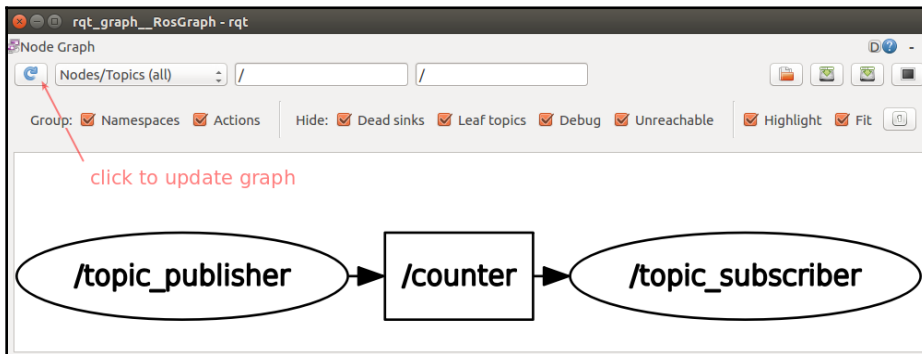 rqt_graph__RosGraph - rqt
Node Graph D ? -
Nodes/Topics (all) / /
Group: Namespaces Actions Hide: Dead sinks Leaf topics Debug Unreachable Highlight Fit
click to update graph
/topic_publisher /counter /topic_subscriber